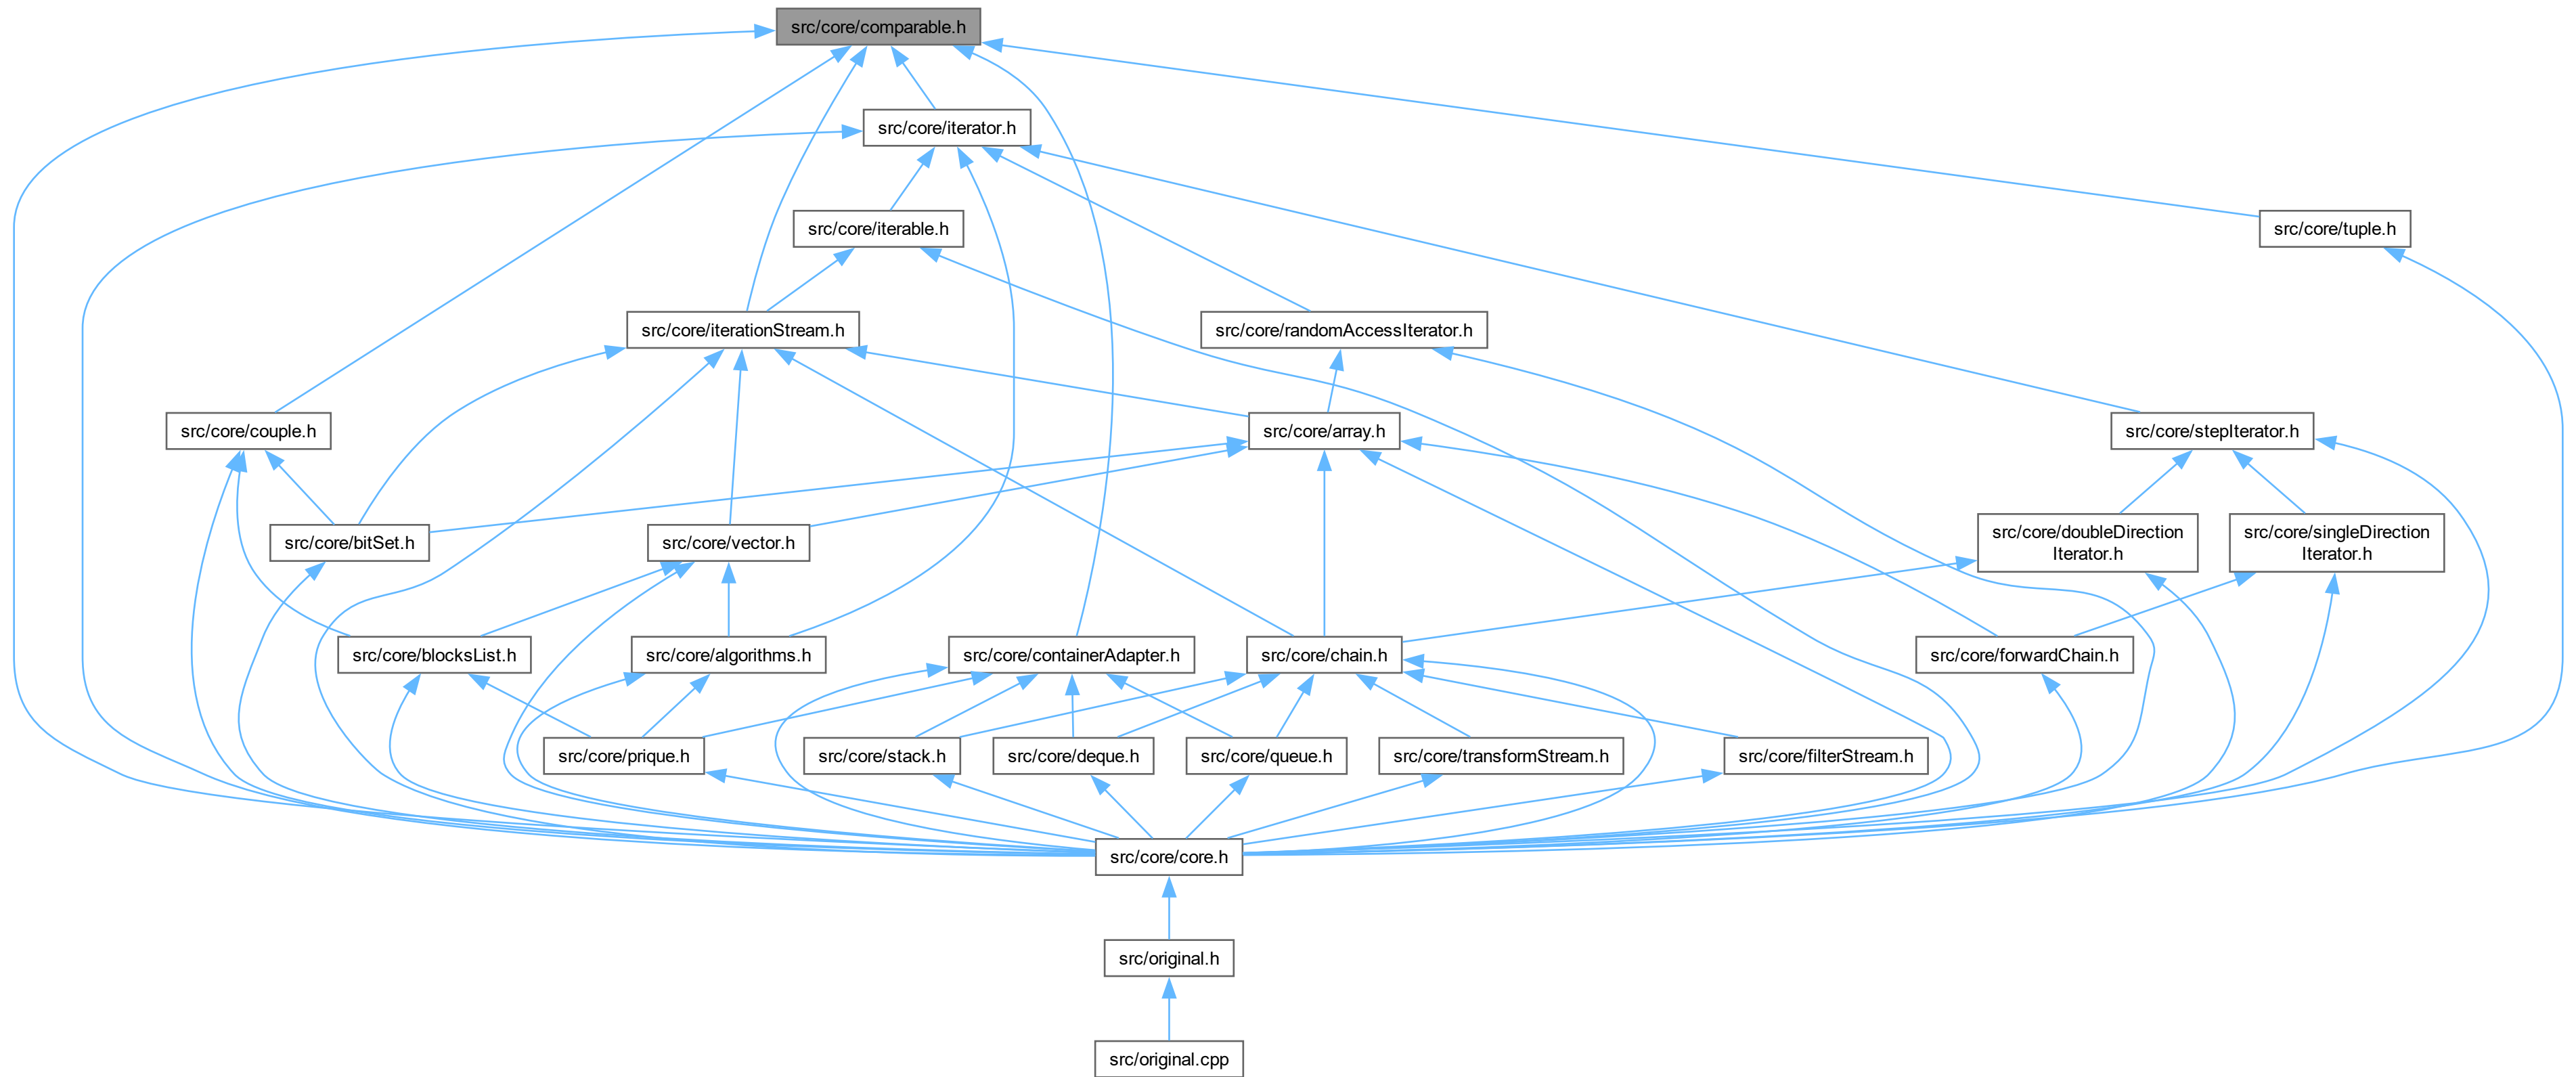 src/core/comparable.h
src/core/iterator.h
src/core/iterable.h
src/core/tuple.h
src/core/iterationStream.h
src/core/randomAccessIterator.h
src/core/couple.h
src/core/array.h
src/core/stepIterator.h
src/core/bitSet.h
src/core/vector.h
src/core/doubleDirection
Iterator.h
src/core/singleDirection
Iterator.h
src/core/blocksList.h
src/core/algorithms.h
src/core/containerAdapter.h
src/core/chain.h
src/core/forwardChain.h
src/core/prique.h
src/core/stack.h
src/core/deque.h
src/core/queue.h
src/core/transformStream.h
src/core/filterStream.h
src/core/core.h
src/original.h
src/original.cpp